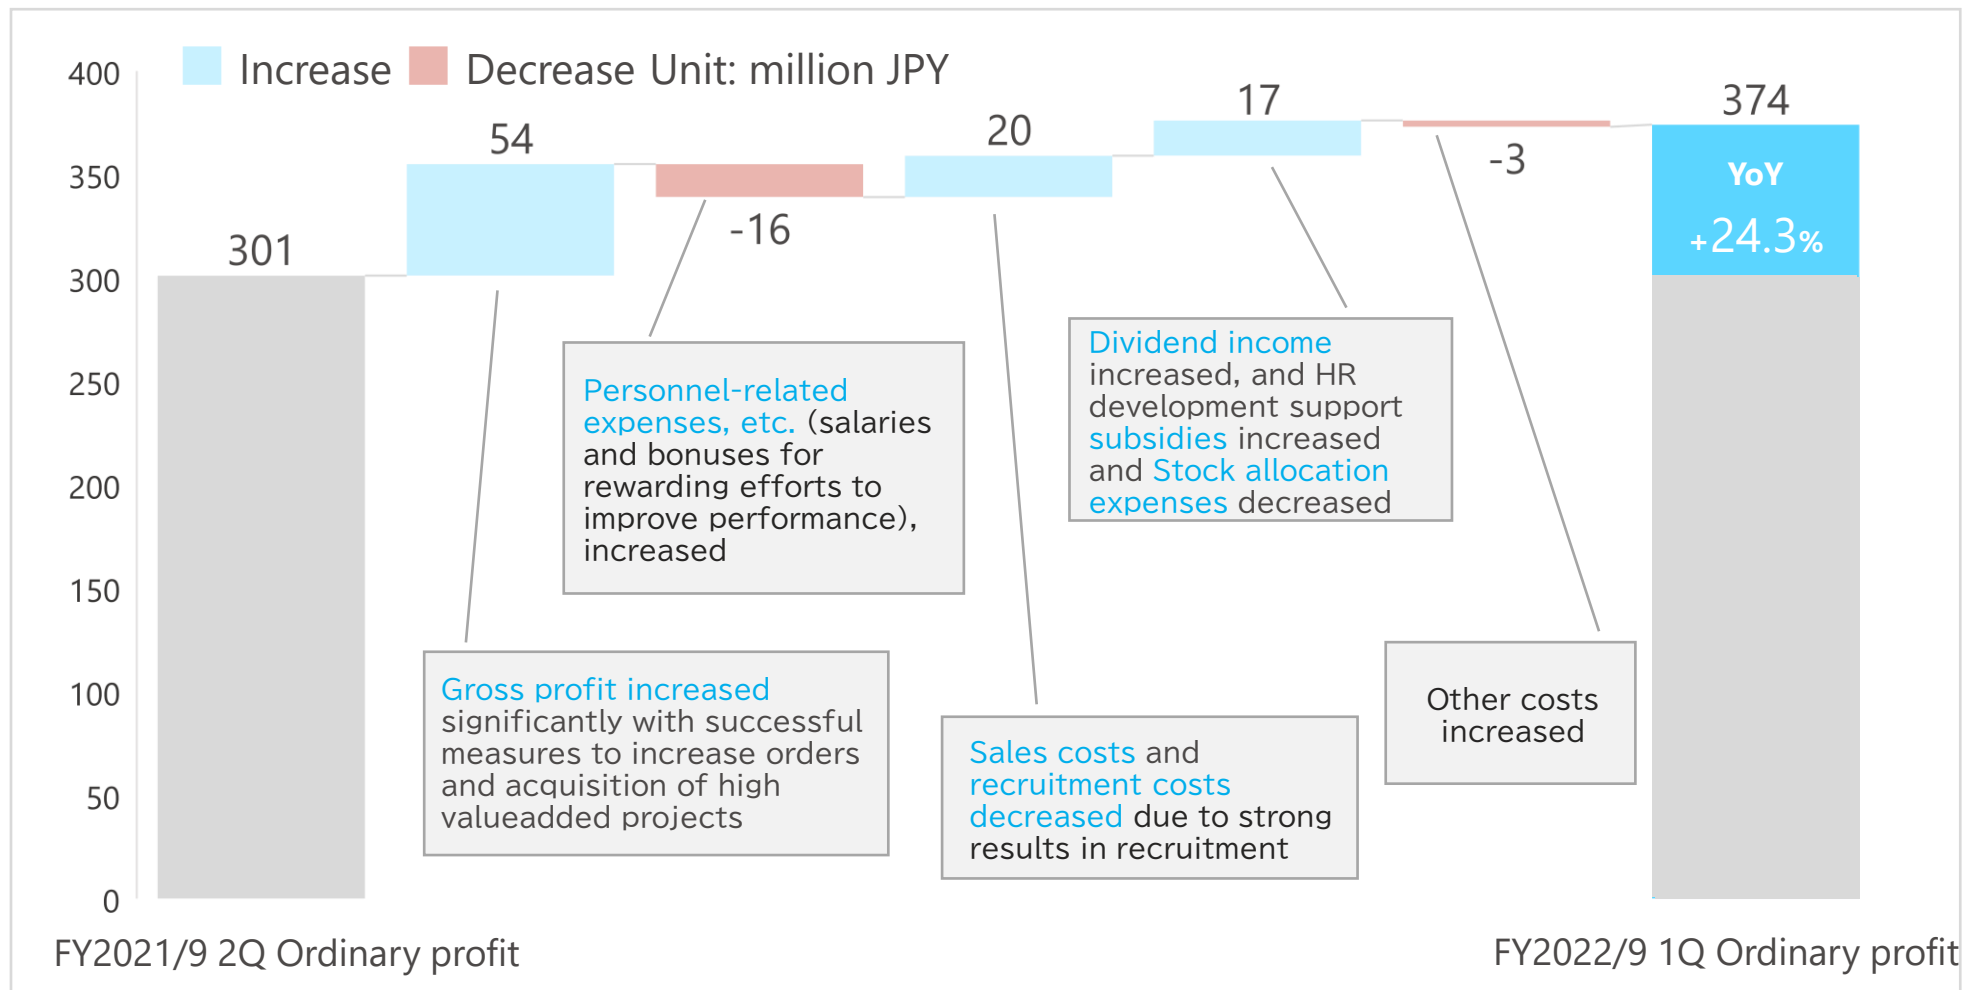 Increase
Decrease Unit: million JPY
400
350
300
250
200
150
100
50
0
301
54
-16
20
17
-3
374
YoY
+24.3%
Personnel-related
expenses, etc. (salaries
and bonuses for
rewarding efforts to
improve performance),
increased
Dividend income
increased, and HR
development support
subsidies increased
and Stock allocation
expenses decreased
Gross profit increased
significantly with successful
measures to increase orders
and acquisition of high
valueadded projects
Sales costs and
recruitment costs
decreased due to strong
results in recruitment
Other costs
increased
FY2021/9 2Q Ordinary profit
FY2022/9 1Q Ordinary profit